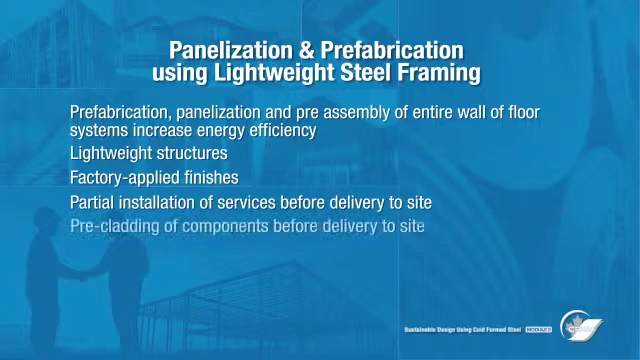 Panelization & Prefabrication
using Lightweight Steel Framing
Prefabrication, panelization and pre assembly of entire wall of floor
systems increase energy efficiency
Lightweight structures
Factory-applied finishes
Partial installation of services before delivery to site
Pre-cladding of components before delivery to site
Sustainable Design Using Cold Formed Steel